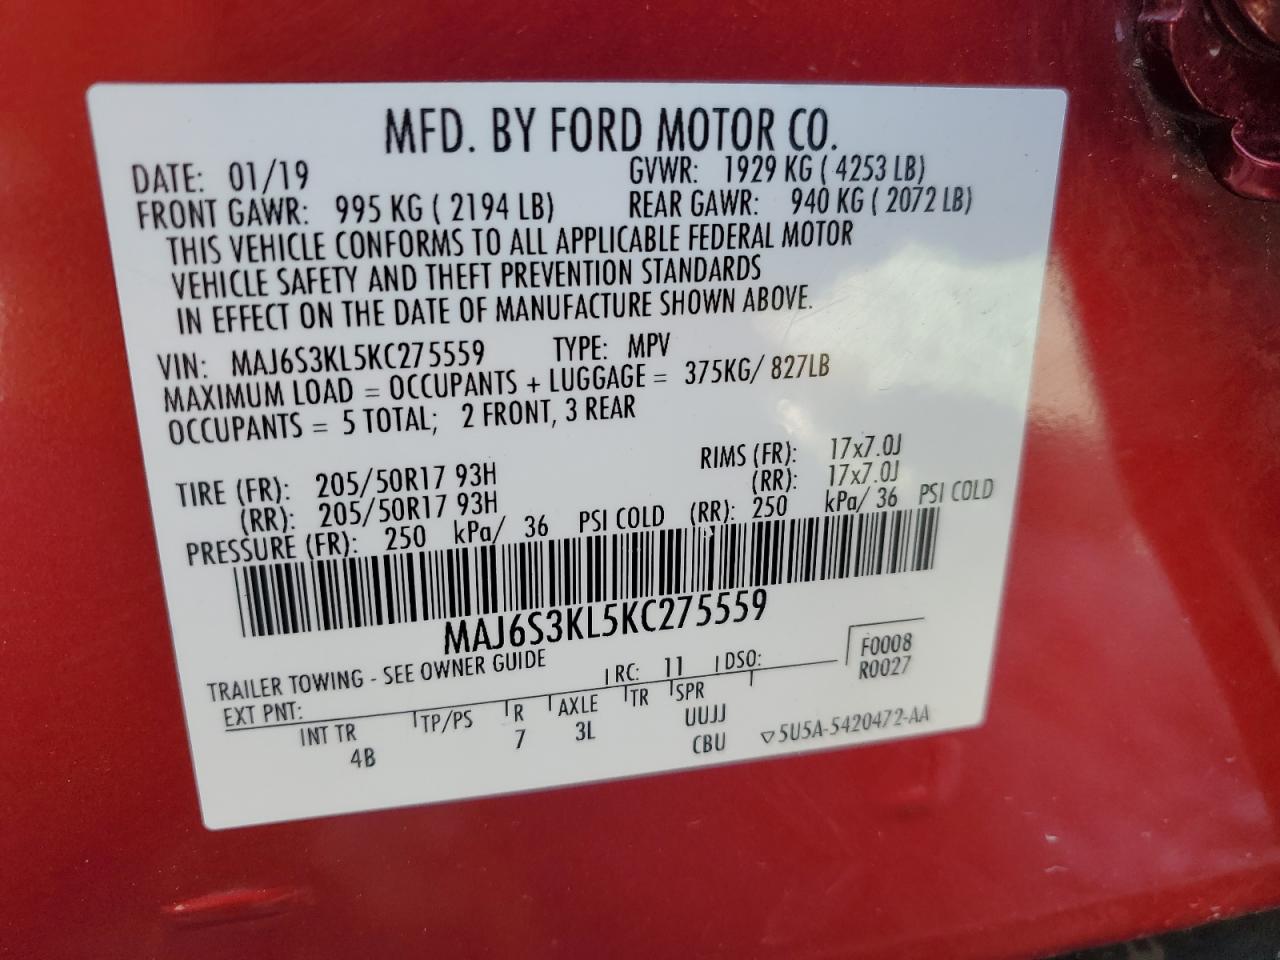 MFD. BY FORD MOTOR CO.
DATE: 01/19 GVWR: 1929 KG ( 4253 LB)
FRONT GAWR: 995 KG ( 2194 LB) REAR GAWR: 940 KG ( 2072 LB)
THIS VEHICLE CONFORMS TO ALL APPLICABLE FEDERAL MOTOR
VEHICLE SAFETY AND THEFT PREVENTION STANDARDS
IN EFFECT ON THE DATE OF MANUFACTURE SHOWN ABOVE.
VIN: MAJ6S3KL5KC275559 TYPE: MPV
MAXIMUM LOAD = OCCUPANTS + LUGGAGE = 375KG/ 827LB
OCCUPANTS = 5 TOTAL; 2 FRONT, 3 REAR
TIRE (FR): 205/50R17 93H RIMS (FR): 17x7.0J
(RR): 205/50R17 93H (RR): 17x7.0J
PRESSURE (FR): 250 kPa/ 36 PSI COLD (RR): 250 kPa/ 36 PSI COLD
MAJ6S3KL5KC275559
TRAILER TOWING - SEE OWNER GUIDE
F0008
EXT PNT: RC: 11 DSO: R0027
INT TR TP/PS R AXLE TR SPR
4B 7 3L UUJJ
CBU ▽5U5A-5420472-AA